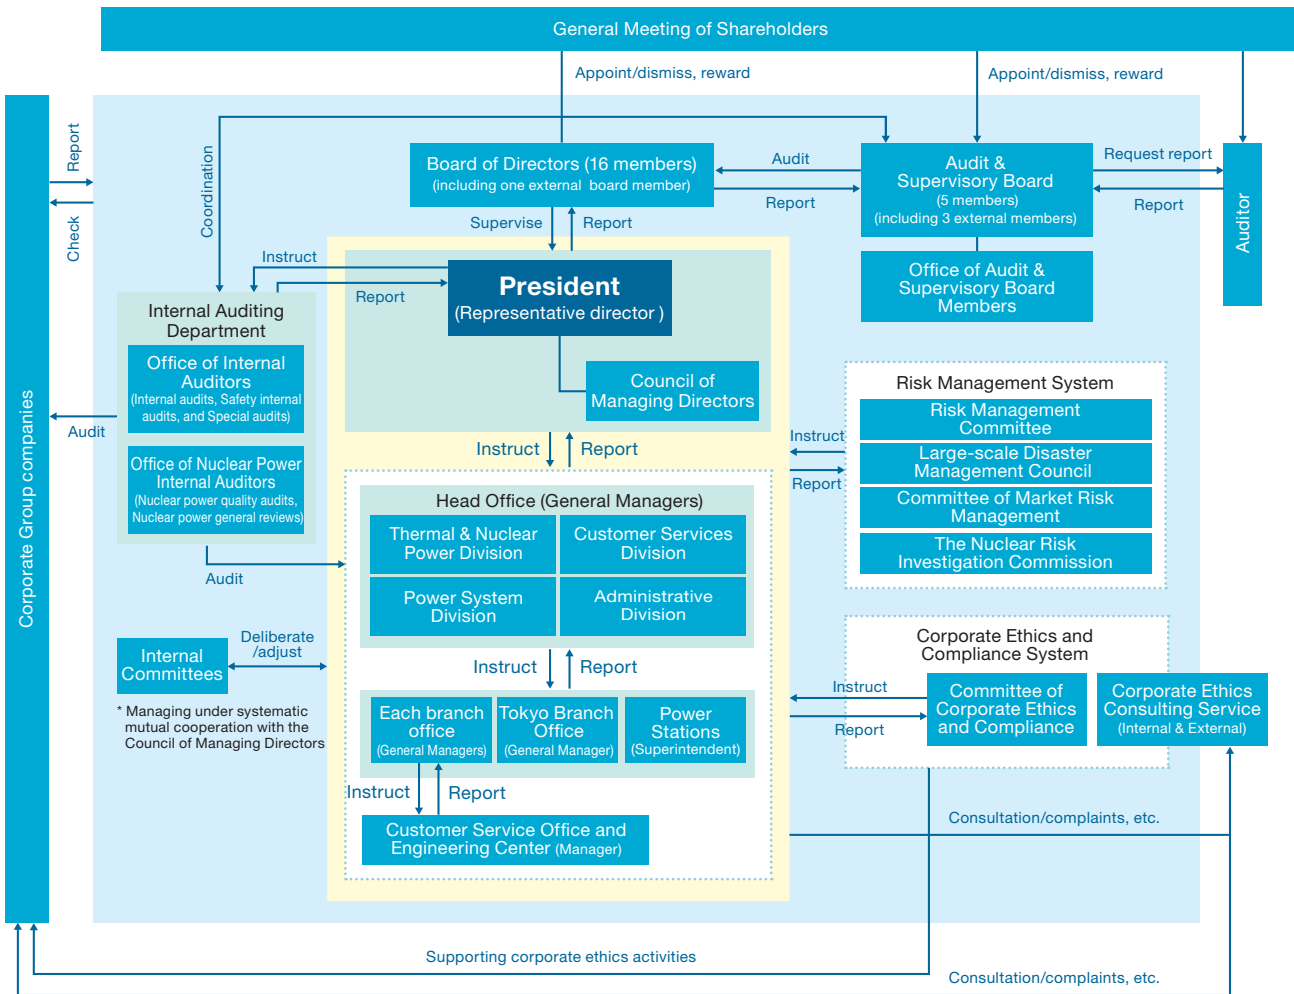 General Meeting of Shareholders
Appoint/dismiss, reward
Appoint/dismiss, reward
Report
Check
Corporate Group companies
Coordination
Board of Directors (16 members)
(including one external board member)
Audit
Report
Audit &
Supervisory Board
(5 members)
(including 3 external members)
Request report
Report
Auditor
Office of Audit &
Supervisory Board
Members
Supervise
Report
Instruct
Report
President
(Representative director )
Council of
Managing Directors
Internal Auditing
Department
Office of Internal
Auditors
(Internal audits, Safety internal
audits, and Special audits)
Office of Nuclear Power
Internal Auditors
(Nuclear power quality audits,
Nuclear power general reviews)
Audit
Audit
Instruct
Report
Instruct
Report
Risk Management System
Risk Management
Committee
Large-scale Disaster
Management Council
Committee of Market Risk
Management
The Nuclear Risk
Investigation Commission
Head Office (General Managers)
Thermal & Nuclear
Power Division
Customer Services
Division
Power System
Division
Administrative
Division
Internal
Committees
Deliberate
/adjust
* Managing under systematic
mutual cooperation with the
Council of Managing Directors
Instruct
Report
Each branch
office
(General Managers)
Tokyo Branch
Office
(General Manager)
Power
Stations
(Superintendent)
Instruct
Report
Customer Service Office and
Engineering Center (Manager)
Corporate Ethics and
Compliance System
Instruct
Report
Committee of
Corporate Ethics
and Compliance
Corporate Ethics
Consulting Service
(Internal & External)
Consultation/complaints, etc.
Supporting corporate ethics activities
Consultation/complaints, etc.